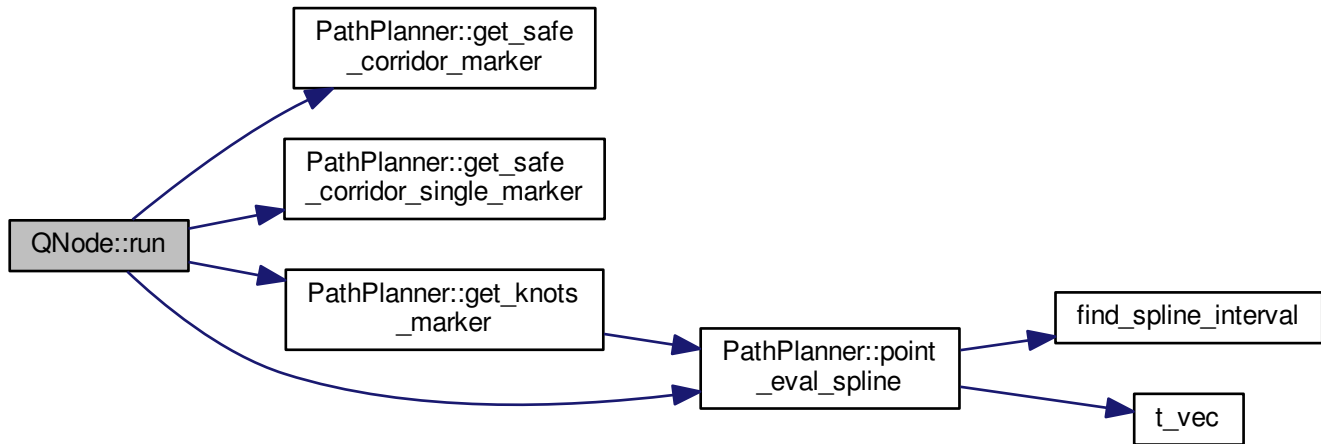 PathPlanner::get_safe
_corridor_marker
PathPlanner::get_safe
_corridor_single_marker
QNode::run
PathPlanner::get_knots
_marker
PathPlanner::point
_eval_spline
find_spline_interval
t_vec